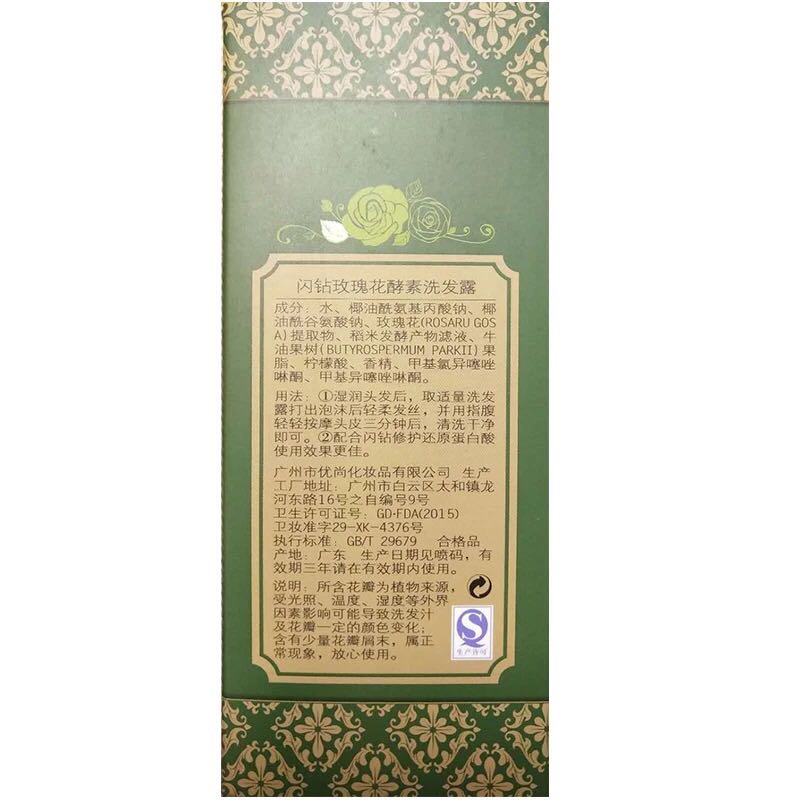 闪钻玫瑰花酵素洗发露
成分：水、椰油酰氨基丙酸钠、椰
油酰谷氨酸钠、玫瑰花(ROSARU GOS
A)提取物、稻米发酵产物滤液、牛
油果树(BUTYROSPERMUM PARKII)果
脂、柠檬酸、香精、甲基氯异噻唑
啉酮、甲基异噻唑啉酮。
用法：①湿润头发后，取适量洗发
露打出泡沫后轻柔发丝，并用指腹
轻轻按摩头皮三分钟后，清洗干净
即可。②配合闪钻修护还原蛋白酸
使用效果更佳。
广州市优尚化妆品有限公司 生产
工厂地址：广州市白云区太和镇龙
河东路16号之自编号9号
卫生许可证号：GD·FDA(2015)
卫妆准字29-XK-4376号
执行标准：GB/T 29679 合格品
产地：广东 生产日期见喷码，有
效期三年请在有效期内使用。
说明：所含花瓣为植物来源，
受光照、温度、湿度等外界
因素影响可能导致洗发汁
及花瓣一定的颜色变化；
含有少量花瓣屑末，属正
常现象，放心使用。
生产许可